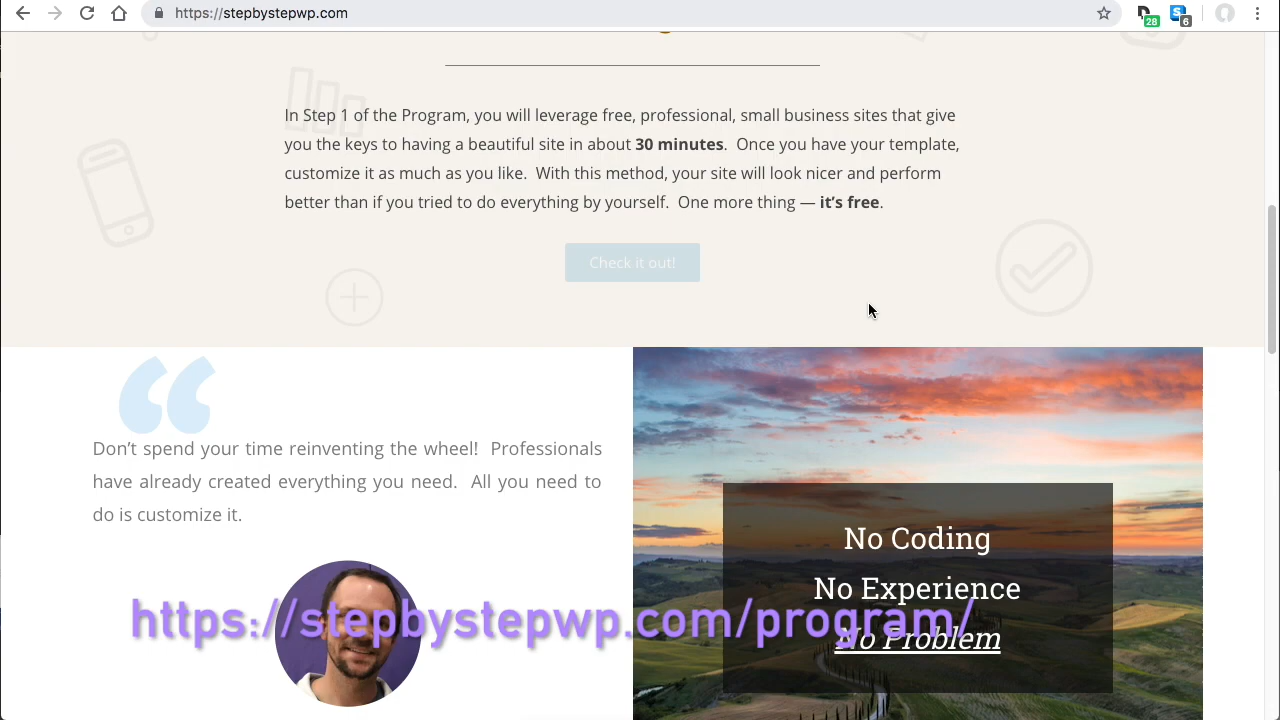 https://stepbystepwp.com
28
6
In Step 1 of the Program, you will leverage free, professional, small business sites that give
you the keys to having a beautiful site in about 30 minutes.  Once you have your template,
customize it as much as you like.  With this method, your site will look nicer and perform
better than if you tried to do everything by yourself.  One more thing — it’s free.
Check it out!
“
Don’t spend your time reinventing the wheel!  Professionals
have already created everything you need.  All you need to
do is customize it.
No Coding
No Experience
No Problem
https://stepbystepwp.com/program/